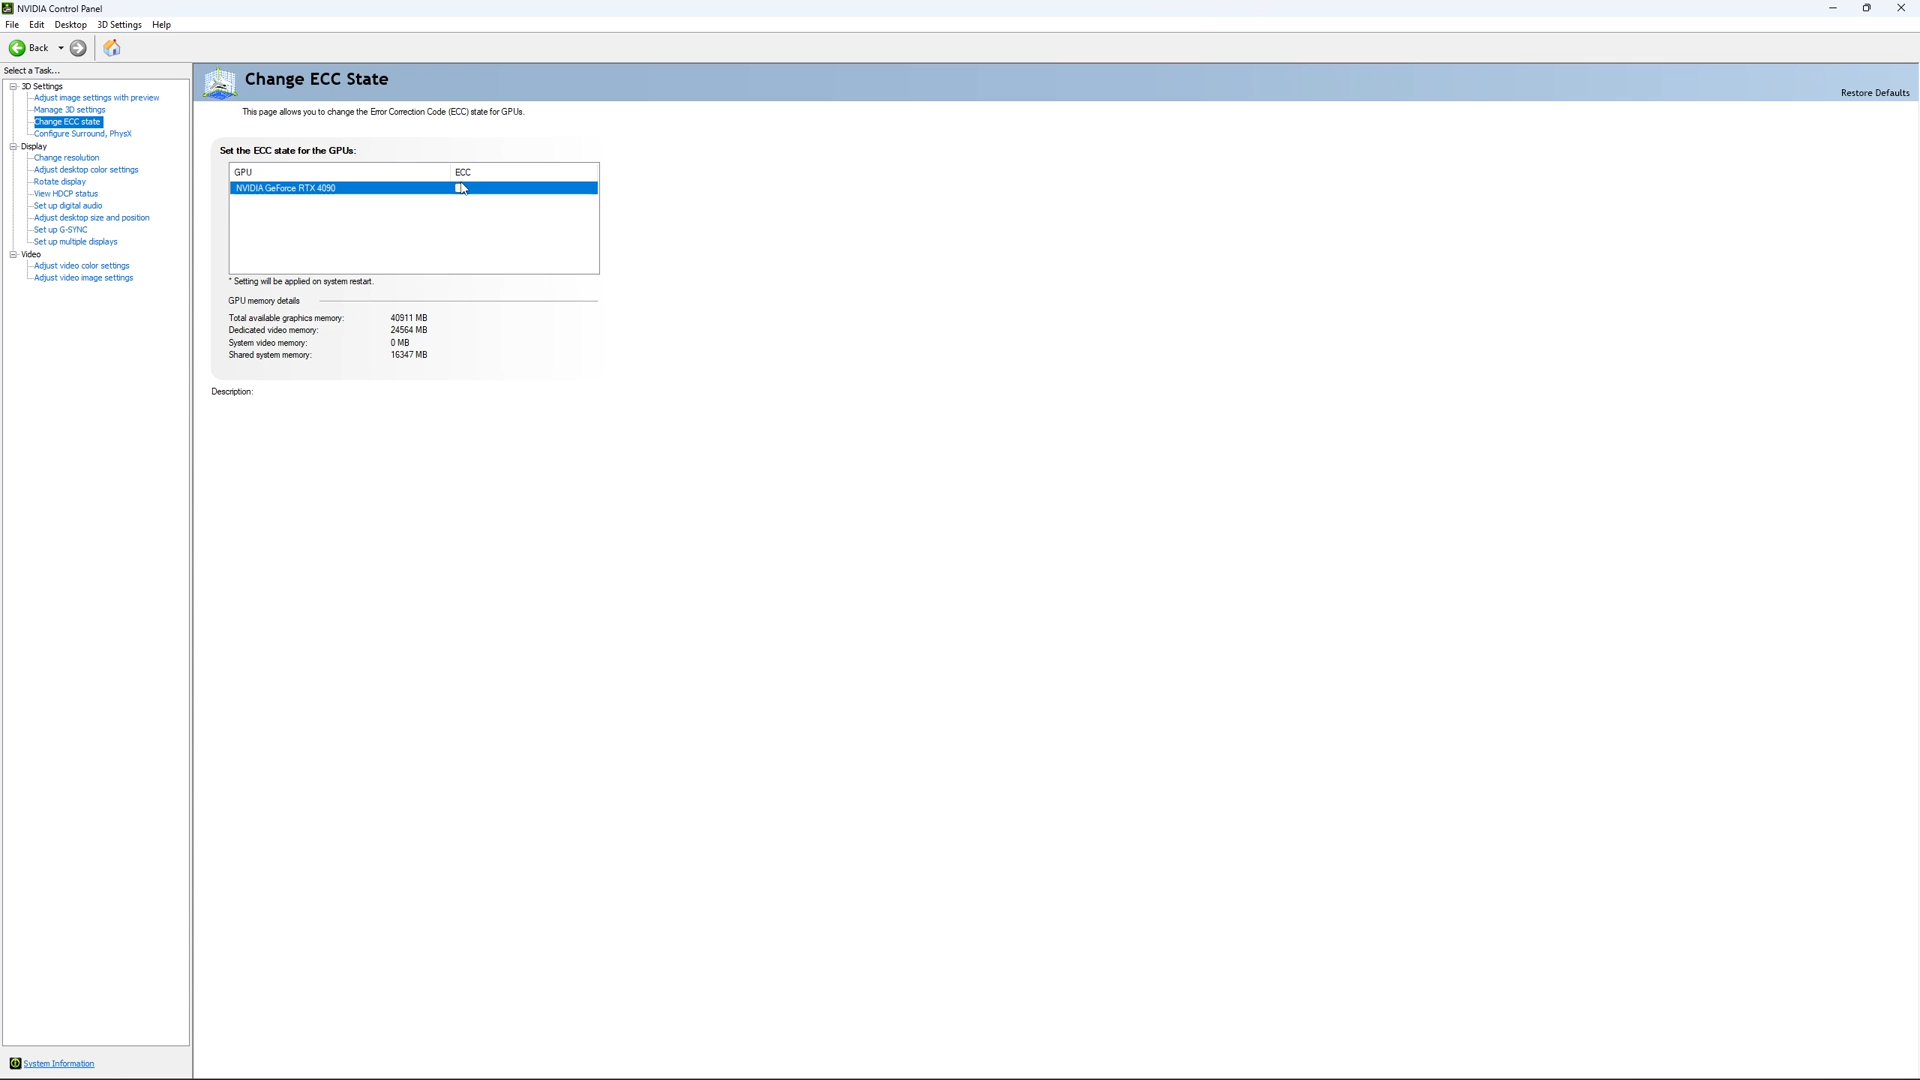 NVIDIA Control Panel
File Edit Desktop 3D Settings Help
Back
Select a Task...
3D Settings
Adjust image settings with preview
Manage 3D settings
Change ECC state
Configure Surround, PhysX
Display
Change resolution
Adjust desktop color settings
Rotate display
View HDCP status
Set up digital audio
Adjust desktop size and position
Set up G-SYNC
Set up multiple displays
Video
Adjust video color settings
Adjust video image settings
System Information
Change ECC State
Restore Defaults
This page allows you to change the Error Correction Code (ECC) state for GPUs.
Set the ECC state for the GPUs:
GPU ECC
NVIDIA GeForce RTX 4090
* Setting will be applied on system restart.
GPU memory details
Total available graphics memory: 40911 MB
Dedicated video memory: 24564 MB
System video memory: 0 MB
Shared system memory: 16347 MB
Description: